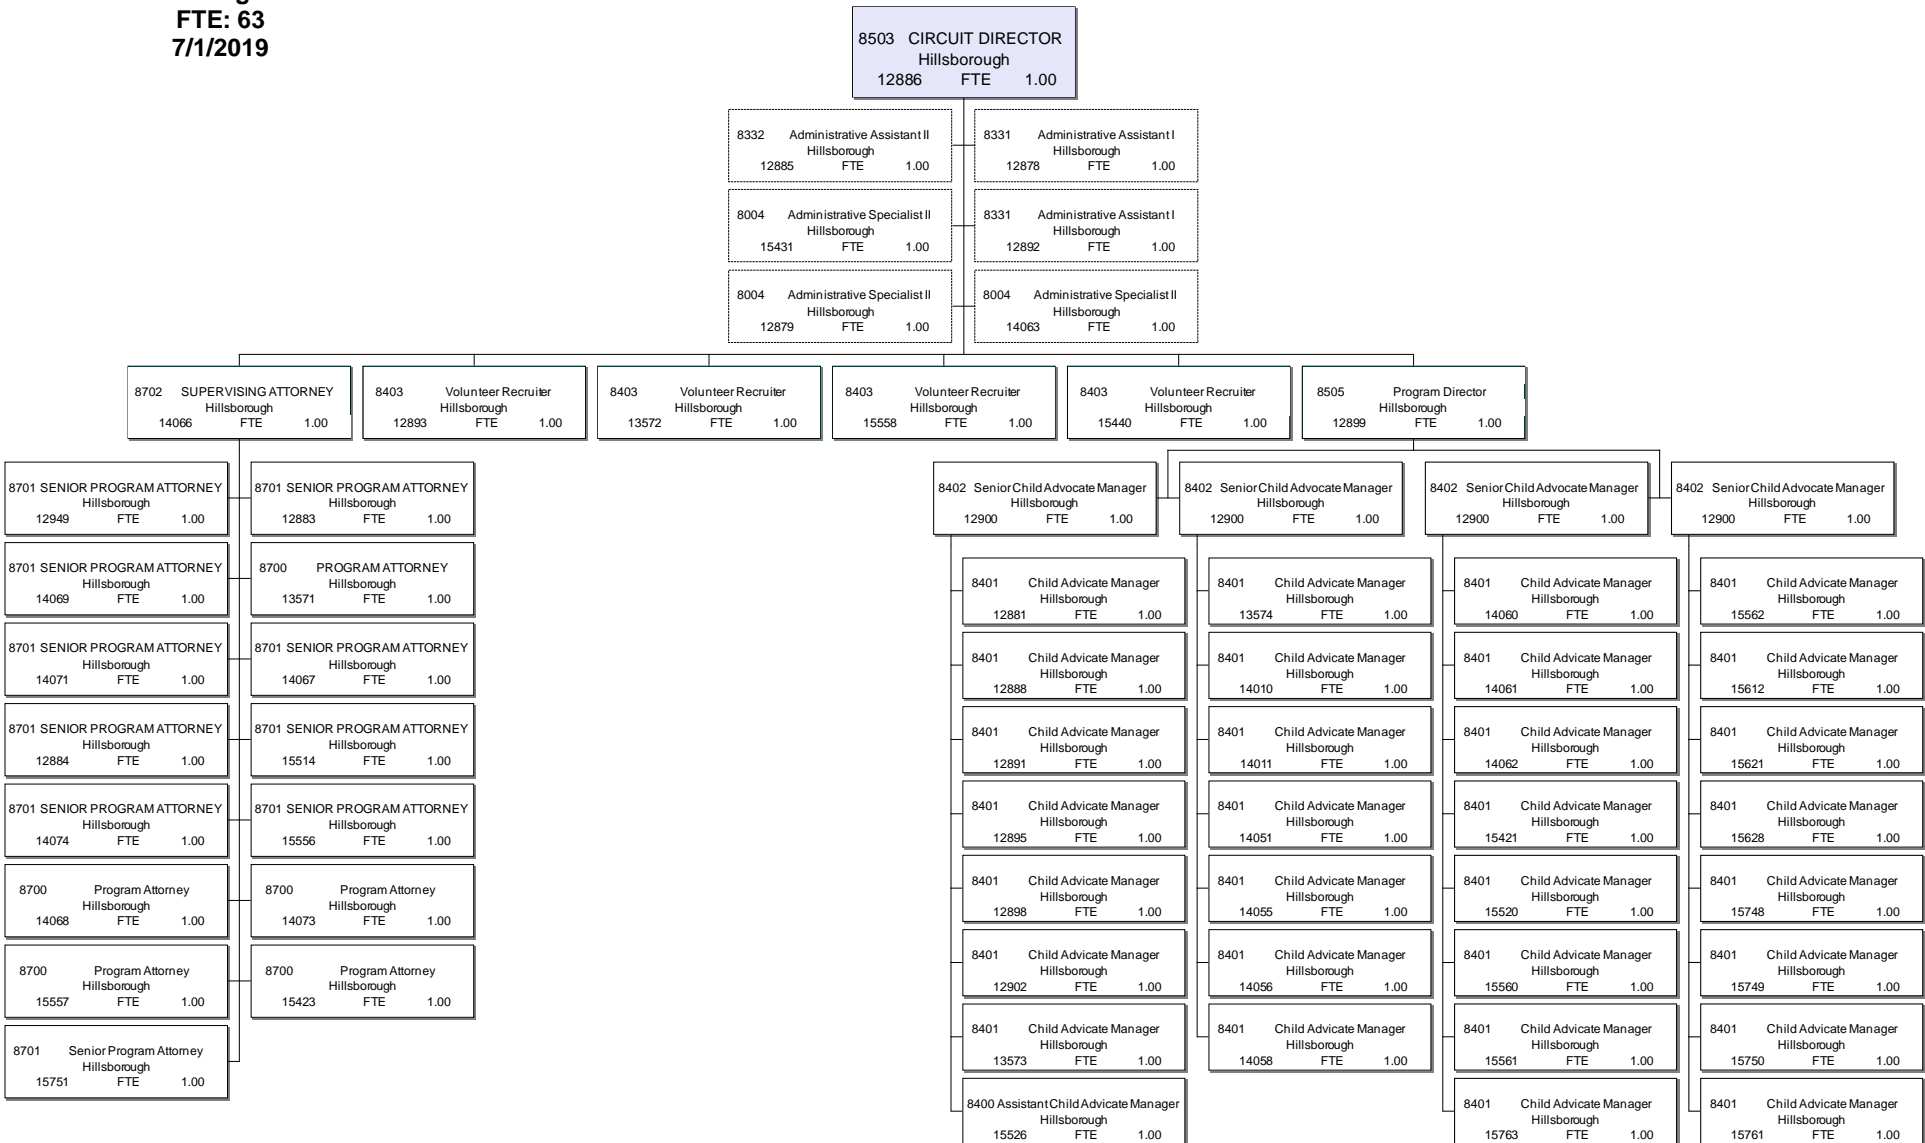 FTE: 63
7/1/2019
8503 CIRCUIT DIRECTOR
Hillsborough
12886 FTE 1.00
8332 Administrative Assistant II
Hillsborough
12885 FTE 1.00
8331 Administrative Assistant I
Hillsborough
12878 FTE 1.00
8004 Administrative Specialist II
Hillsborough
15431 FTE 1.00
8331 Administrative Assistant I
Hillsborough
12892 FTE 1.00
8004 Administrative Specialist II
Hillsborough
12879 FTE 1.00
8004 Administrative Specialist II
Hillsborough
14063 FTE 1.00
8702 SUPERVISING ATTORNEY
Hillsborough
14066 FTE 1.00
8403 Volunteer Recruiter
Hillsborough
12893 FTE 1.00
8403 Volunteer Recruiter
Hillsborough
13572 FTE 1.00
8403 Volunteer Recruiter
Hillsborough
15558 FTE 1.00
8403 Volunteer Recruiter
Hillsborough
15440 FTE 1.00
8505 Program Director
Hillsborough
12899 FTE 1.00
8701 SENIOR PROGRAM ATTORNEY
Hillsborough
12949 FTE 1.00
8701 SENIOR PROGRAM ATTORNEY
Hillsborough
12883 FTE 1.00
8701 SENIOR PROGRAM ATTORNEY
Hillsborough
14069 FTE 1.00
8700 PROGRAM ATTORNEY
Hillsborough
13571 FTE 1.00
8701 SENIOR PROGRAM ATTORNEY
Hillsborough
14071 FTE 1.00
8701 SENIOR PROGRAM ATTORNEY
Hillsborough
14067 FTE 1.00
8701 SENIOR PROGRAM ATTORNEY
Hillsborough
12884 FTE 1.00
8701 SENIOR PROGRAM ATTORNEY
Hillsborough
15514 FTE 1.00
8701 SENIOR PROGRAM ATTORNEY
Hillsborough
14074 FTE 1.00
8701 SENIOR PROGRAM ATTORNEY
Hillsborough
15556 FTE 1.00
8700 Program Attorney
Hillsborough
14068 FTE 1.00
8700 Program Attorney
Hillsborough
14073 FTE 1.00
8700 Program Attorney
Hillsborough
15557 FTE 1.00
8700 Program Attorney
Hillsborough
15423 FTE 1.00
8701 Senior Program Attorney
Hillsborough
15751 FTE 1.00
8402 Senior Child Advocate Manager
Hillsborough
12900 FTE 1.00
8401 Child Advicate Manager
Hillsborough
12881 FTE 1.00
8401 Child Advicate Manager
Hillsborough
12888 FTE 1.00
8401 Child Advicate Manager
Hillsborough
12891 FTE 1.00
8401 Child Advicate Manager
Hillsborough
12895 FTE 1.00
8401 Child Advicate Manager
Hillsborough
12898 FTE 1.00
8401 Child Advicate Manager
Hillsborough
12902 FTE 1.00
8401 Child Advicate Manager
Hillsborough
13573 FTE 1.00
8400 Assistant Child Advicate Manager
Hillsborough
15526 FTE 1.00
8402 Senior Child Advocate Manager
Hillsborough
12900 FTE 1.00
8401 Child Advicate Manager
Hillsborough
13574 FTE 1.00
8401 Child Advicate Manager
Hillsborough
14010 FTE 1.00
8401 Child Advicate Manager
Hillsborough
14011 FTE 1.00
8401 Child Advicate Manager
Hillsborough
14051 FTE 1.00
8401 Child Advicate Manager
Hillsborough
14055 FTE 1.00
8401 Child Advicate Manager
Hillsborough
14056 FTE 1.00
8401 Child Advicate Manager
Hillsborough
14058 FTE 1.00
8402 Senior Child Advocate Manager
Hillsborough
12900 FTE 1.00
8401 Child Advicate Manager
Hillsborough
14060 FTE 1.00
8401 Child Advicate Manager
Hillsborough
14061 FTE 1.00
8401 Child Advicate Manager
Hillsborough
14062 FTE 1.00
8401 Child Advicate Manager
Hillsborough
15421 FTE 1.00
8401 Child Advicate Manager
Hillsborough
15520 FTE 1.00
8401 Child Advicate Manager
Hillsborough
15560 FTE 1.00
8401 Child Advicate Manager
Hillsborough
15561 FTE 1.00
8401 Child Advicate Manager
Hillsborough
15763 FTE 1.00
8402 Senior Child Advocate Manager
Hillsborough
12900 FTE 1.00
8401 Child Advicate Manager
Hillsborough
15562 FTE 1.00
8401 Child Advicate Manager
Hillsborough
15612 FTE 1.00
8401 Child Advicate Manager
Hillsborough
15621 FTE 1.00
8401 Child Advicate Manager
Hillsborough
15628 FTE 1.00
8401 Child Advicate Manager
Hillsborough
15748 FTE 1.00
8401 Child Advicate Manager
Hillsborough
15749 FTE 1.00
8401 Child Advicate Manager
Hillsborough
15750 FTE 1.00
8401 Child Advicate Manager
Hillsborough
15761 FTE 1.00